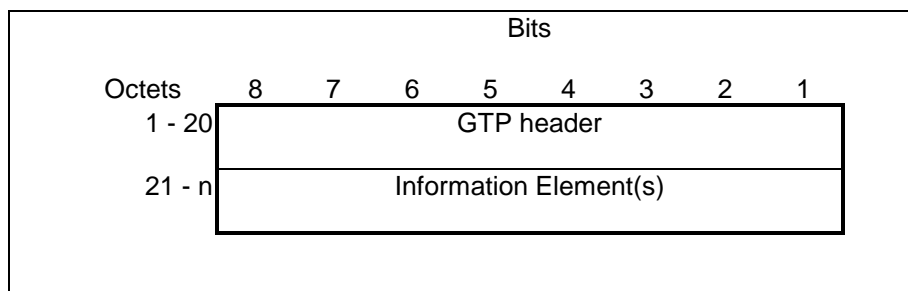 Bits
Octets 8 7 6 5 4 3 2 1
1 - 20 GTP header
21 - n Information Element(s)